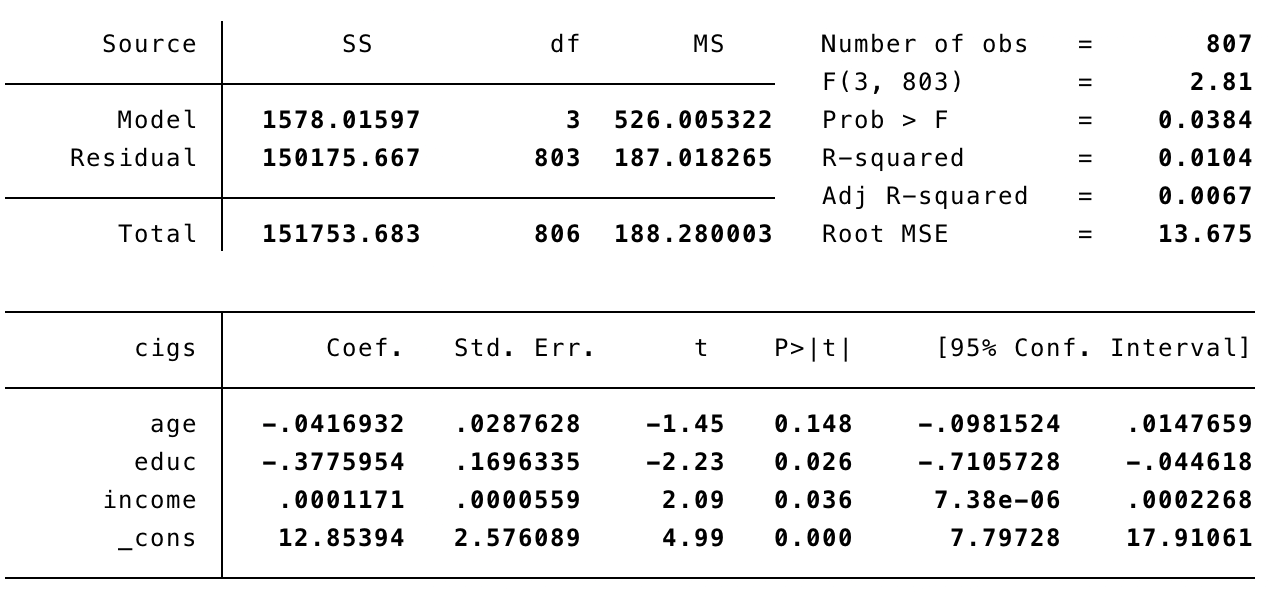 Source SS df MS Number of obs = 807
F(3, 803) = 2.81
Model 1578.01597 3 526.005322 Prob > F = 0.0384
Residual 150175.667 803 187.018265 R-squared = 0.0104
Adj R-squared = 0.0067
Total 151753.683 806 188.280003 Root MSE = 13.675
cigs Coef. Std. Err. t P>|t| [95% Conf. Interval]
age -.0416932 .0287628 -1.45 0.148 -.0981524 .0147659
educ -.3775954 .1696335 -2.23 0.026 -.7105728 -.044618
income .0001171 .0000559 2.09 0.036 7.38e-06 .0002268
_cons 12.85394 2.576089 4.99 0.000 7.79728 17.91061